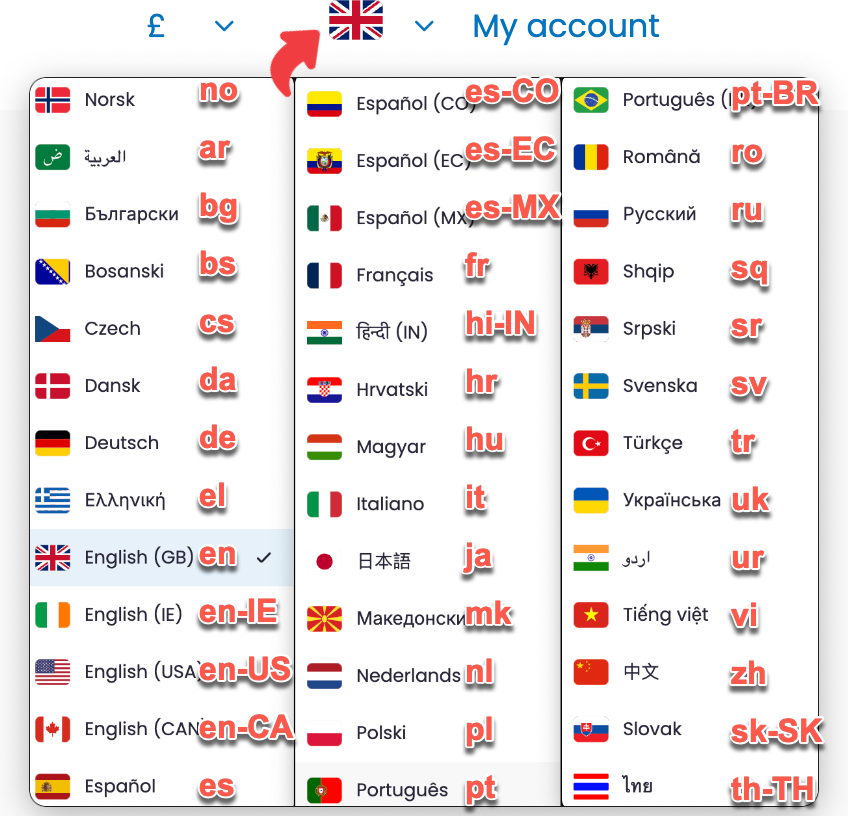 £
My account
Norsk no
العربية ar
Български bg
Bosanski bs
Czech cs
Dansk da
Deutsch de
Ελληνική el
English (GB) en
English (IE) en-IE
English (USA) en-US
English (CAN) en-CA
Español es
Español (CO) es-CO
Español (EC) es-EC
Español (MX) es-MX
Français fr
हिन्दी (IN) hi-IN
Hrvatski hr
Magyar hu
Italiano it
日本語 ja
Македонски mk
Nederlands nl
Polski pl
Português pt
Português ( pt-BR
Română ro
Русский ru
Shqip sq
Srpski sr
Svenska sv
Türkçe tr
Українська uk
اردو ur
Tiếng việt vi
中文 zh
Slovak sk-SK
ไทย th-TH
ض